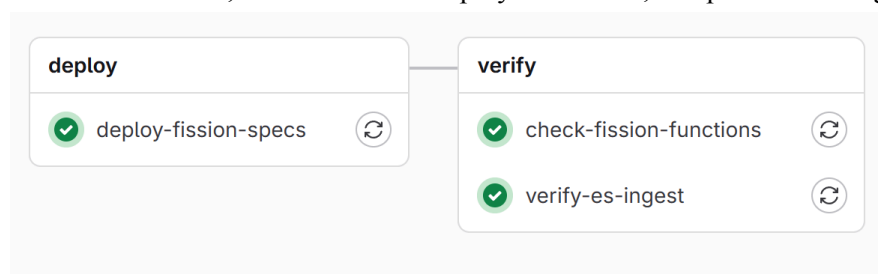 deploy
deploy-fission-specs
verify
check-fission-functions
verify-es-ingest